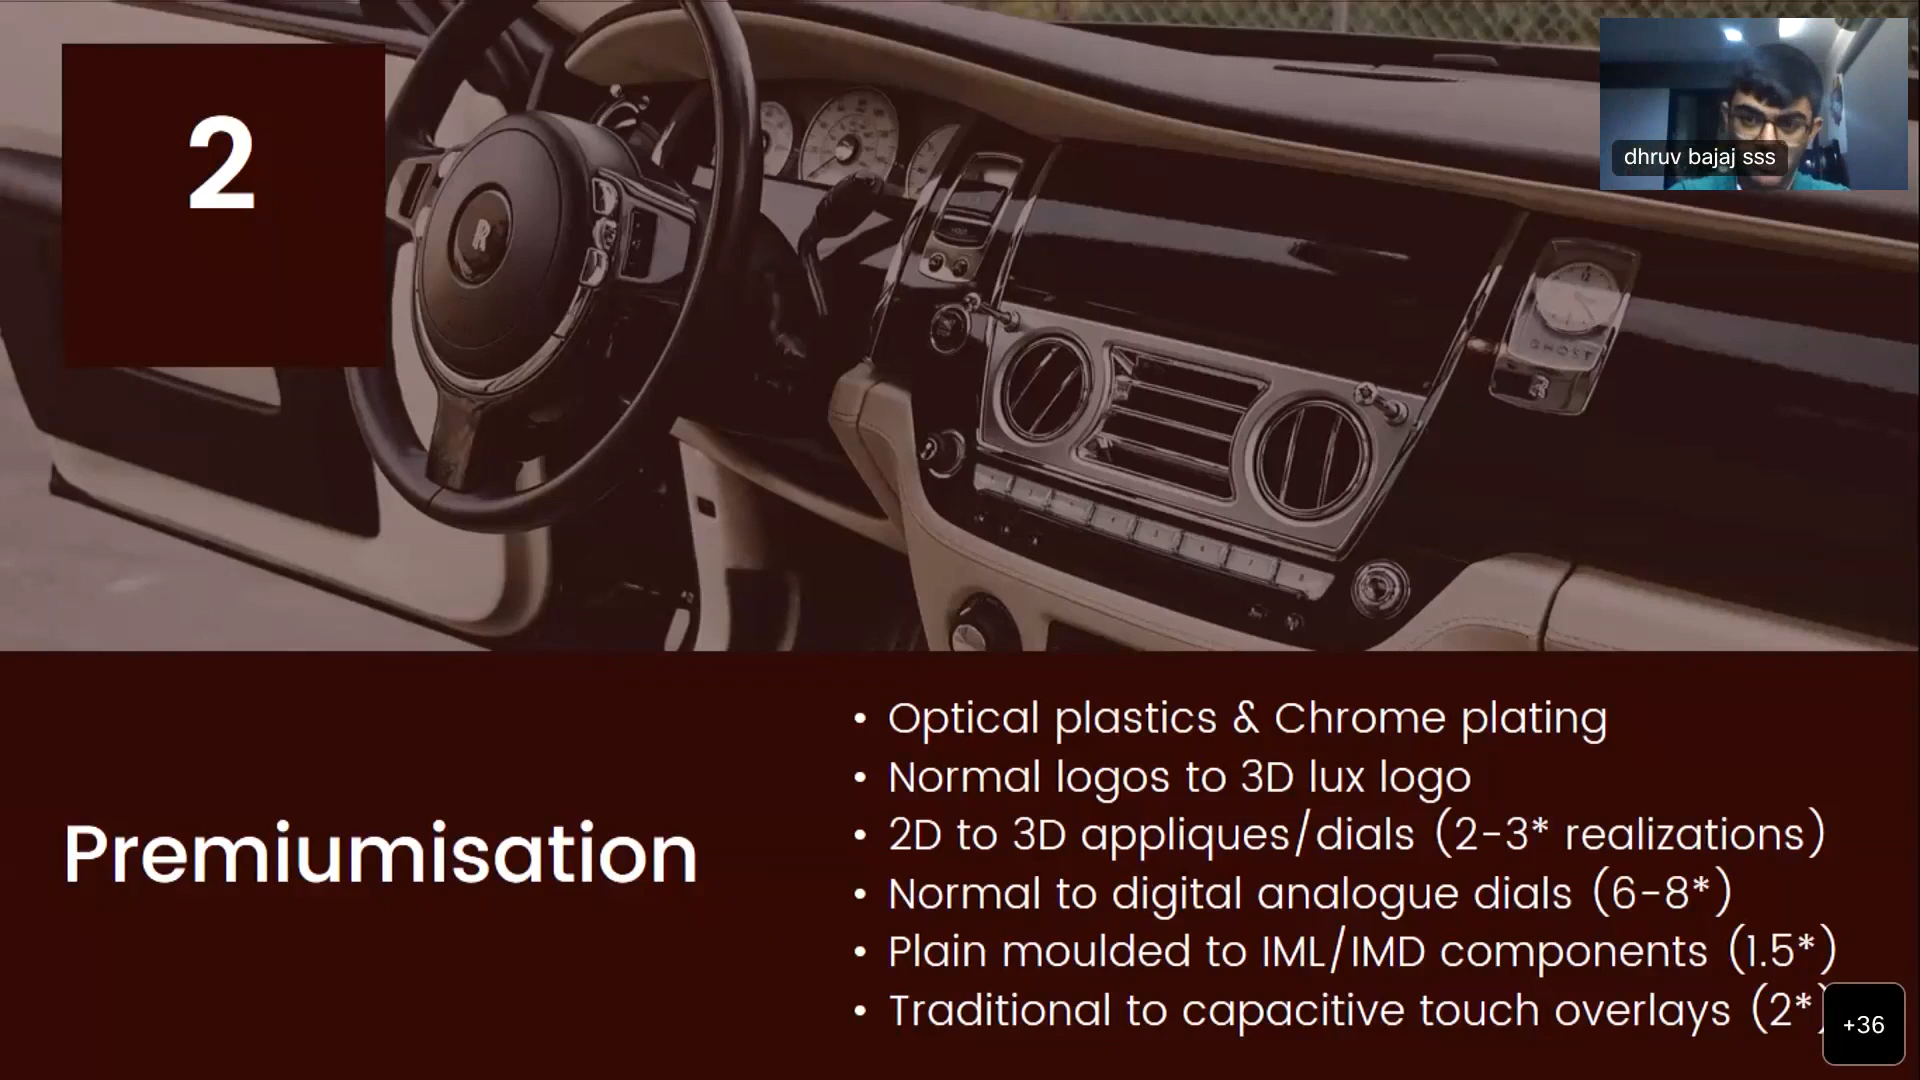 2
dhruv bajaj sss
R
GHOST
Premiumisation
• Optical plastics & Chrome plating
• Normal logos to 3D lux logo
• 2D to 3D appliques/dials (2-3* realizations)
• Normal to digital analogue dials (6-8*)
• Plain moulded to IML/IMD components (1.5*)
• Traditional to capacitive touch overlays (2*)
+36